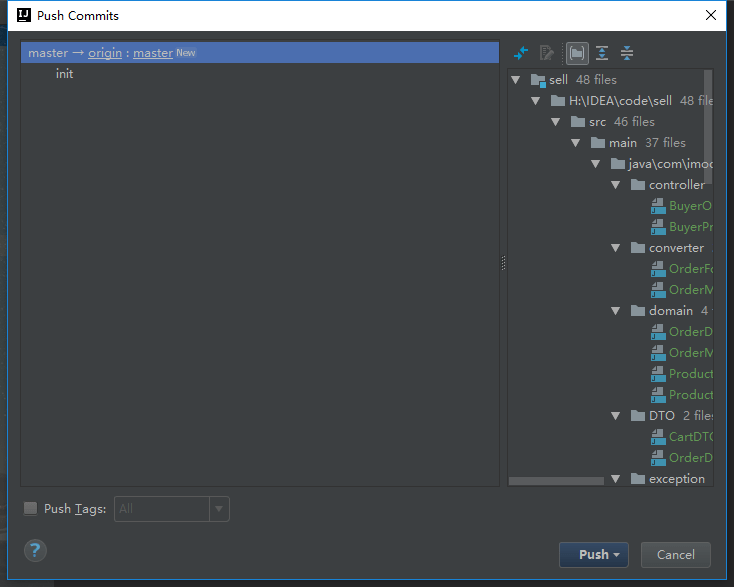 Push Commits
master → origin : master New
init
sell 48 files
H:\IDEA\code\sell 48 file
src 46 files
main 37 files
java\com\imoc
controller
BuyerO
BuyerPr
converter
OrderFo
OrderM
domain 4
OrderD
OrderM
Product
Product
DTO 2 files
CartDTO
OrderD
exception
Push Tags: All
?
Push Cancel